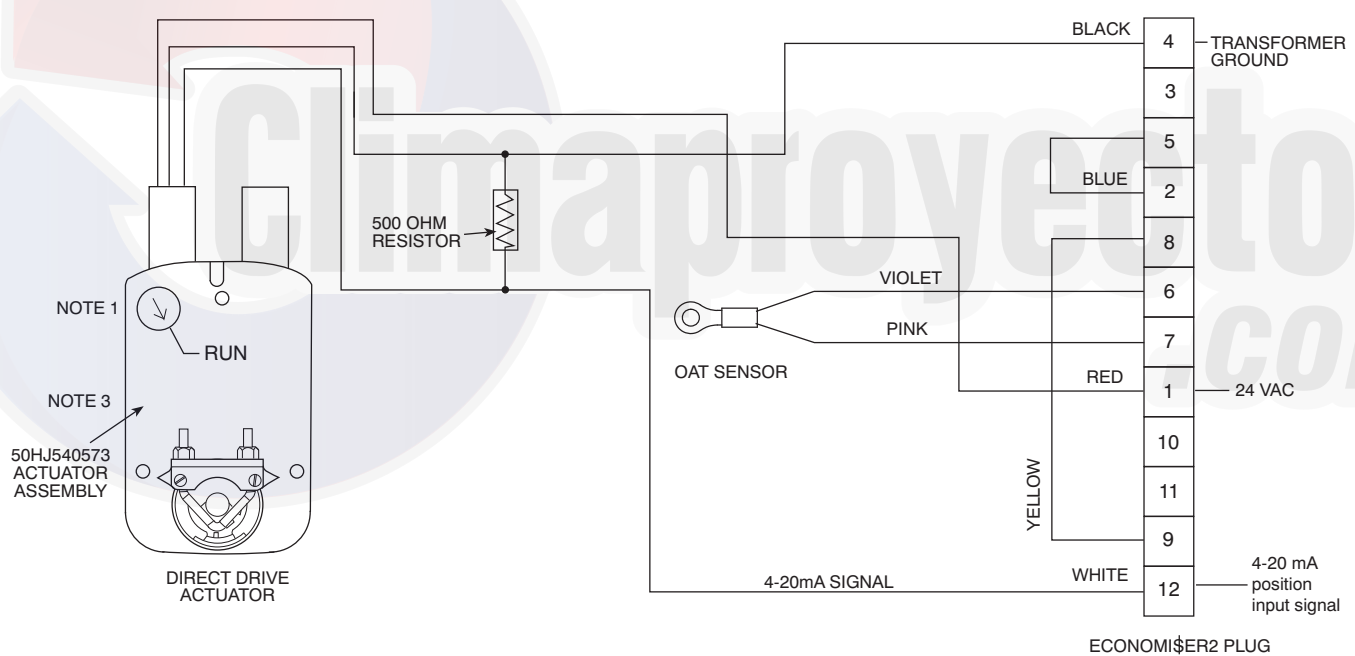 BLACK
4
TRANSFORMER
GROUND
3
5
BLUE
2
500 OHM
RESISTOR
8
VIOLET
6
NOTE 1
RUN
PINK
7
OAT SENSOR
RED
1
24 VAC
NOTE 3
10
50HJ540573
ACTUATOR
ASSEMBLY
YELLOW
11
9
DIRECT DRIVE
ACTUATOR
4-20mA SIGNAL
WHITE
12
4-20 mA
position
input signal
ECONOMI$ER2 PLUG
Climaproyecto
.co